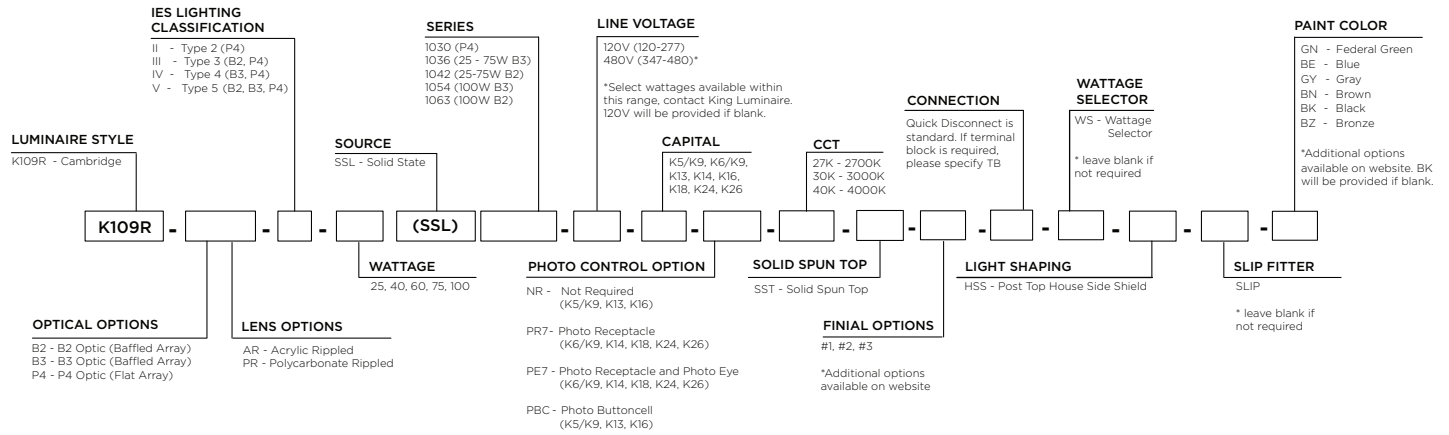 IES LIGHTING
CLASSIFICATION
II - Type 2 (P4)
III - Type 3 (B2, P4)
IV - Type 4 (B3, P4)
V - Type 5 (B2, B3, P4)
SERIES
1030 (P4)
1036 (25 - 75W B3)
1042 (25-75W B2)
1054 (100W B3)
1063 (100W B2)
LINE VOLTAGE
120V (120-277)
480V (347-480)*
*Select wattages available within
this range, contact King Luminaire.
120V will be provided if blank.
PAINT COLOR
GN - Federal Green
BE - Blue
GY - Gray
BN - Brown
BK - Black
BZ - Bronze
*Additional options
available on website. BK
will be provided if blank.
LUMINAIRE STYLE
K109R - Cambridge
SOURCE
SSL - Solid State
CAPITAL
K5/K9, K6/K9,
K13, K14, K16,
K18, K24, K26
CCT
27K - 2700K
30K - 3000K
40K - 4000K
CONNECTION
Quick Disconnect is
standard. If terminal
block is required,
please specify TB
WATTAGE
SELECTOR
WS - Wattage
Selector
* leave blank if
not required
K109R - - - (SSL) - - - - - - - - - - -
OPTICAL OPTIONS
B2 - B2 Optic (Baffled Array)
B3 - B3 Optic (Baffled Array)
P4 - P4 Optic (Flat Array)
LENS OPTIONS
AR - Acrylic Rippled
PR - Polycarbonate Rippled
WATTAGE
25, 40, 60, 75, 100
PHOTO CONTROL OPTION
NR - Not Required
(K5/K9, K13, K16)
PR7- Photo Receptacle
(K6/K9, K14, K18, K24, K26)
PE7 - Photo Receptacle and Photo Eye
(K6/K9, K14, K18, K24, K26)
PBC - Photo Buttoncell
(K5/K9, K13, K16)
SOLID SPUN TOP
SST - Solid Spun Top
FINIAL OPTIONS
#1, #2, #3
*Additional options
available on website
LIGHT SHAPING
HSS - Post Top House Side Shield
SLIP FITTER
SLIP
* leave blank if
not required